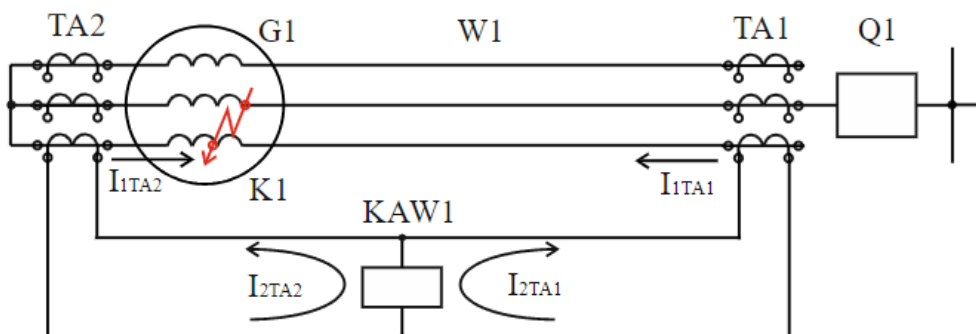 TA2 G1 W1 TA1 Q1
I1TA2 K1 I1TA1
KAW1
I2TA2 I2TA1